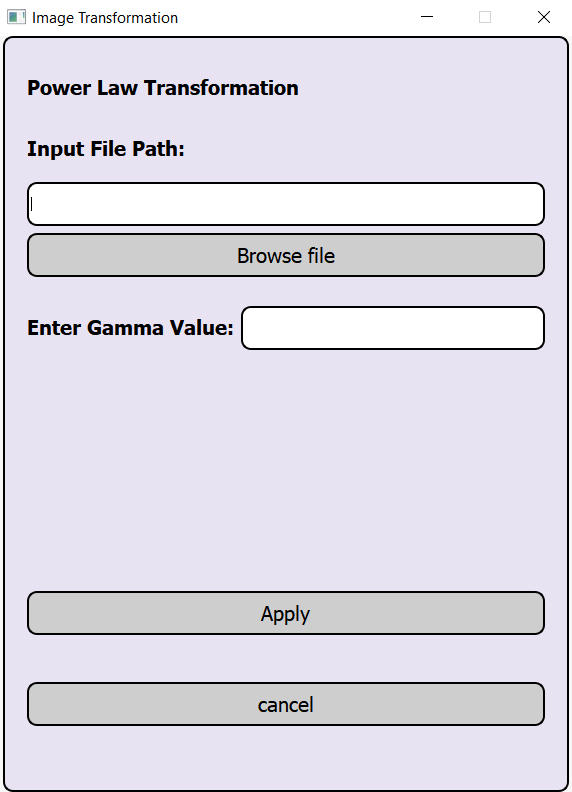 Image Transformation
Power Law Transformation
Input File Path:
Browse file
Enter Gamma Value:
Apply
cancel